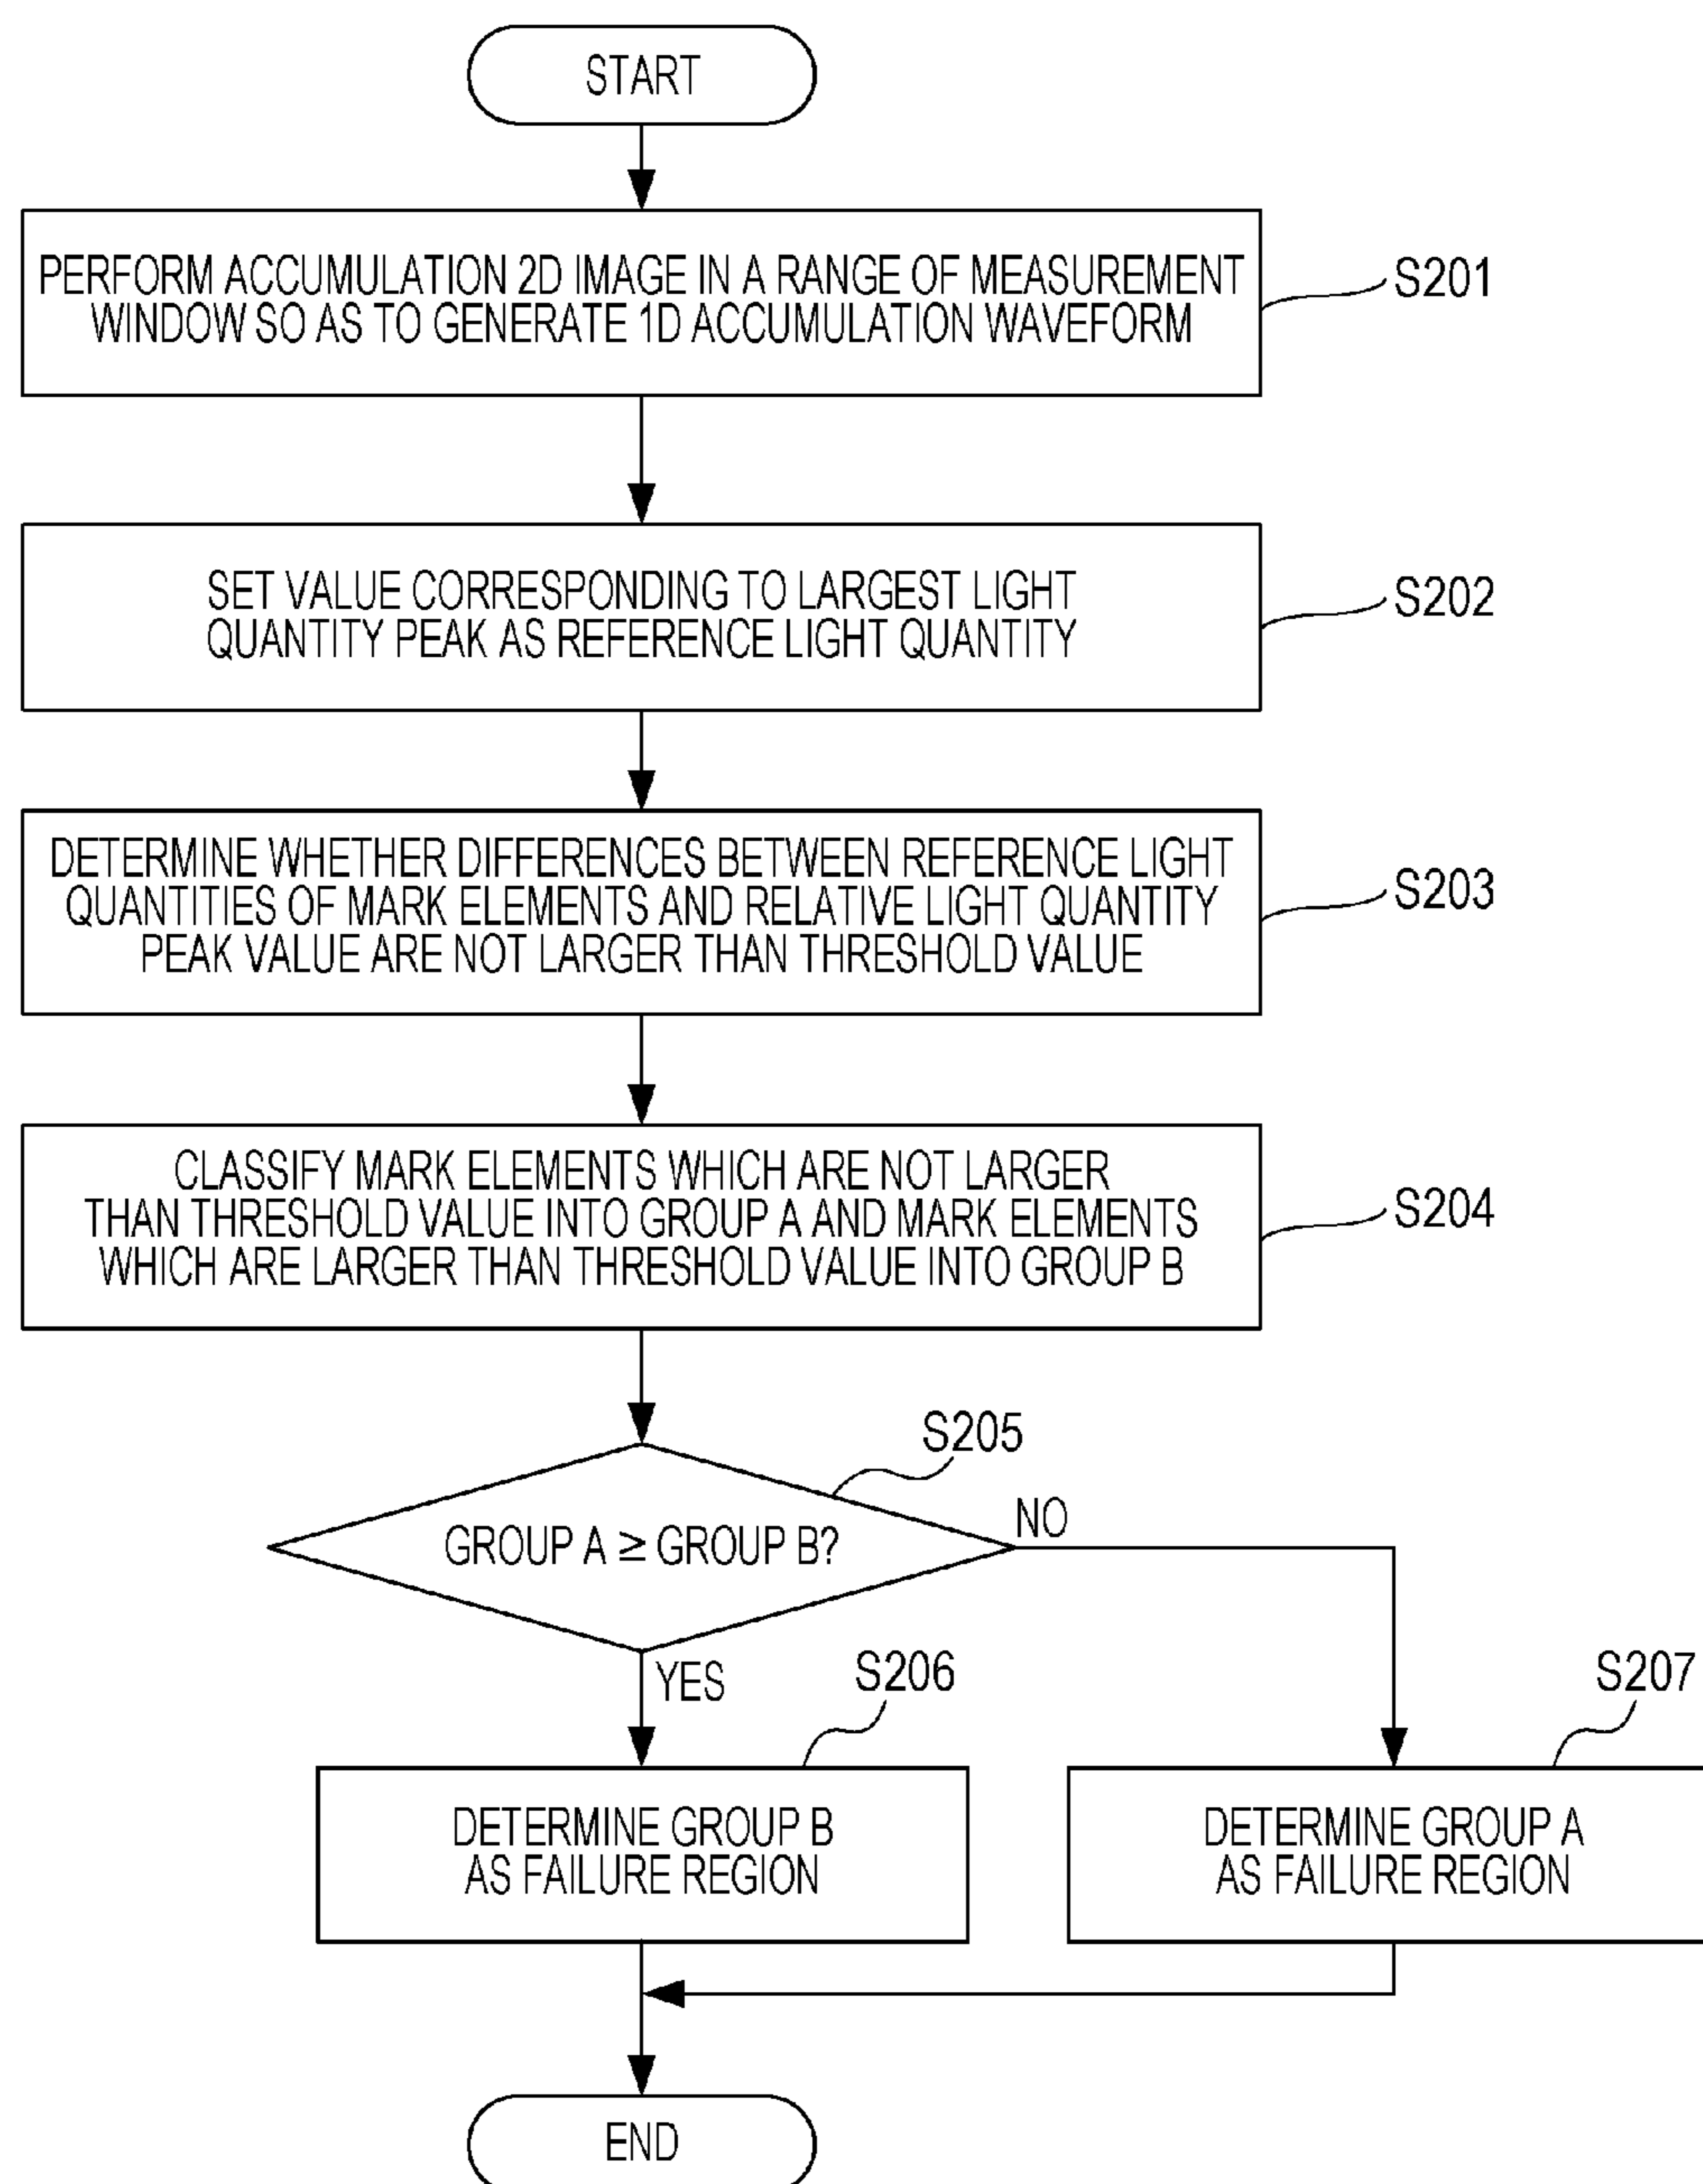 START
PERFORM ACCUMULATION 2D IMAGE IN A RANGE OF MEASUREMENT
WINDOW SO AS TO GENERATE 1D ACCUMULATION WAVEFORM
S201
SET VALUE CORRESPONDING TO LARGEST LIGHT
QUANTITY PEAK AS REFERENCE LIGHT QUANTITY
S202
DETERMINE WHETHER DIFFERENCES BETWEEN REFERENCE LIGHT
QUANTITIES OF MARK ELEMENTS AND RELATIVE LIGHT QUANTITY
PEAK VALUE ARE NOT LARGER THAN THRESHOLD VALUE
S203
CLASSIFY MARK ELEMENTS WHICH ARE NOT LARGER
THAN THRESHOLD VALUE INTO GROUP A AND MARK ELEMENTS
WHICH ARE LARGER THAN THRESHOLD VALUE INTO GROUP B
S204
S205
GROUP A ≥ GROUP B?
NO
YES
S206
S207
DETERMINE GROUP B
AS FAILURE REGION
DETERMINE GROUP A
AS FAILURE REGION
END